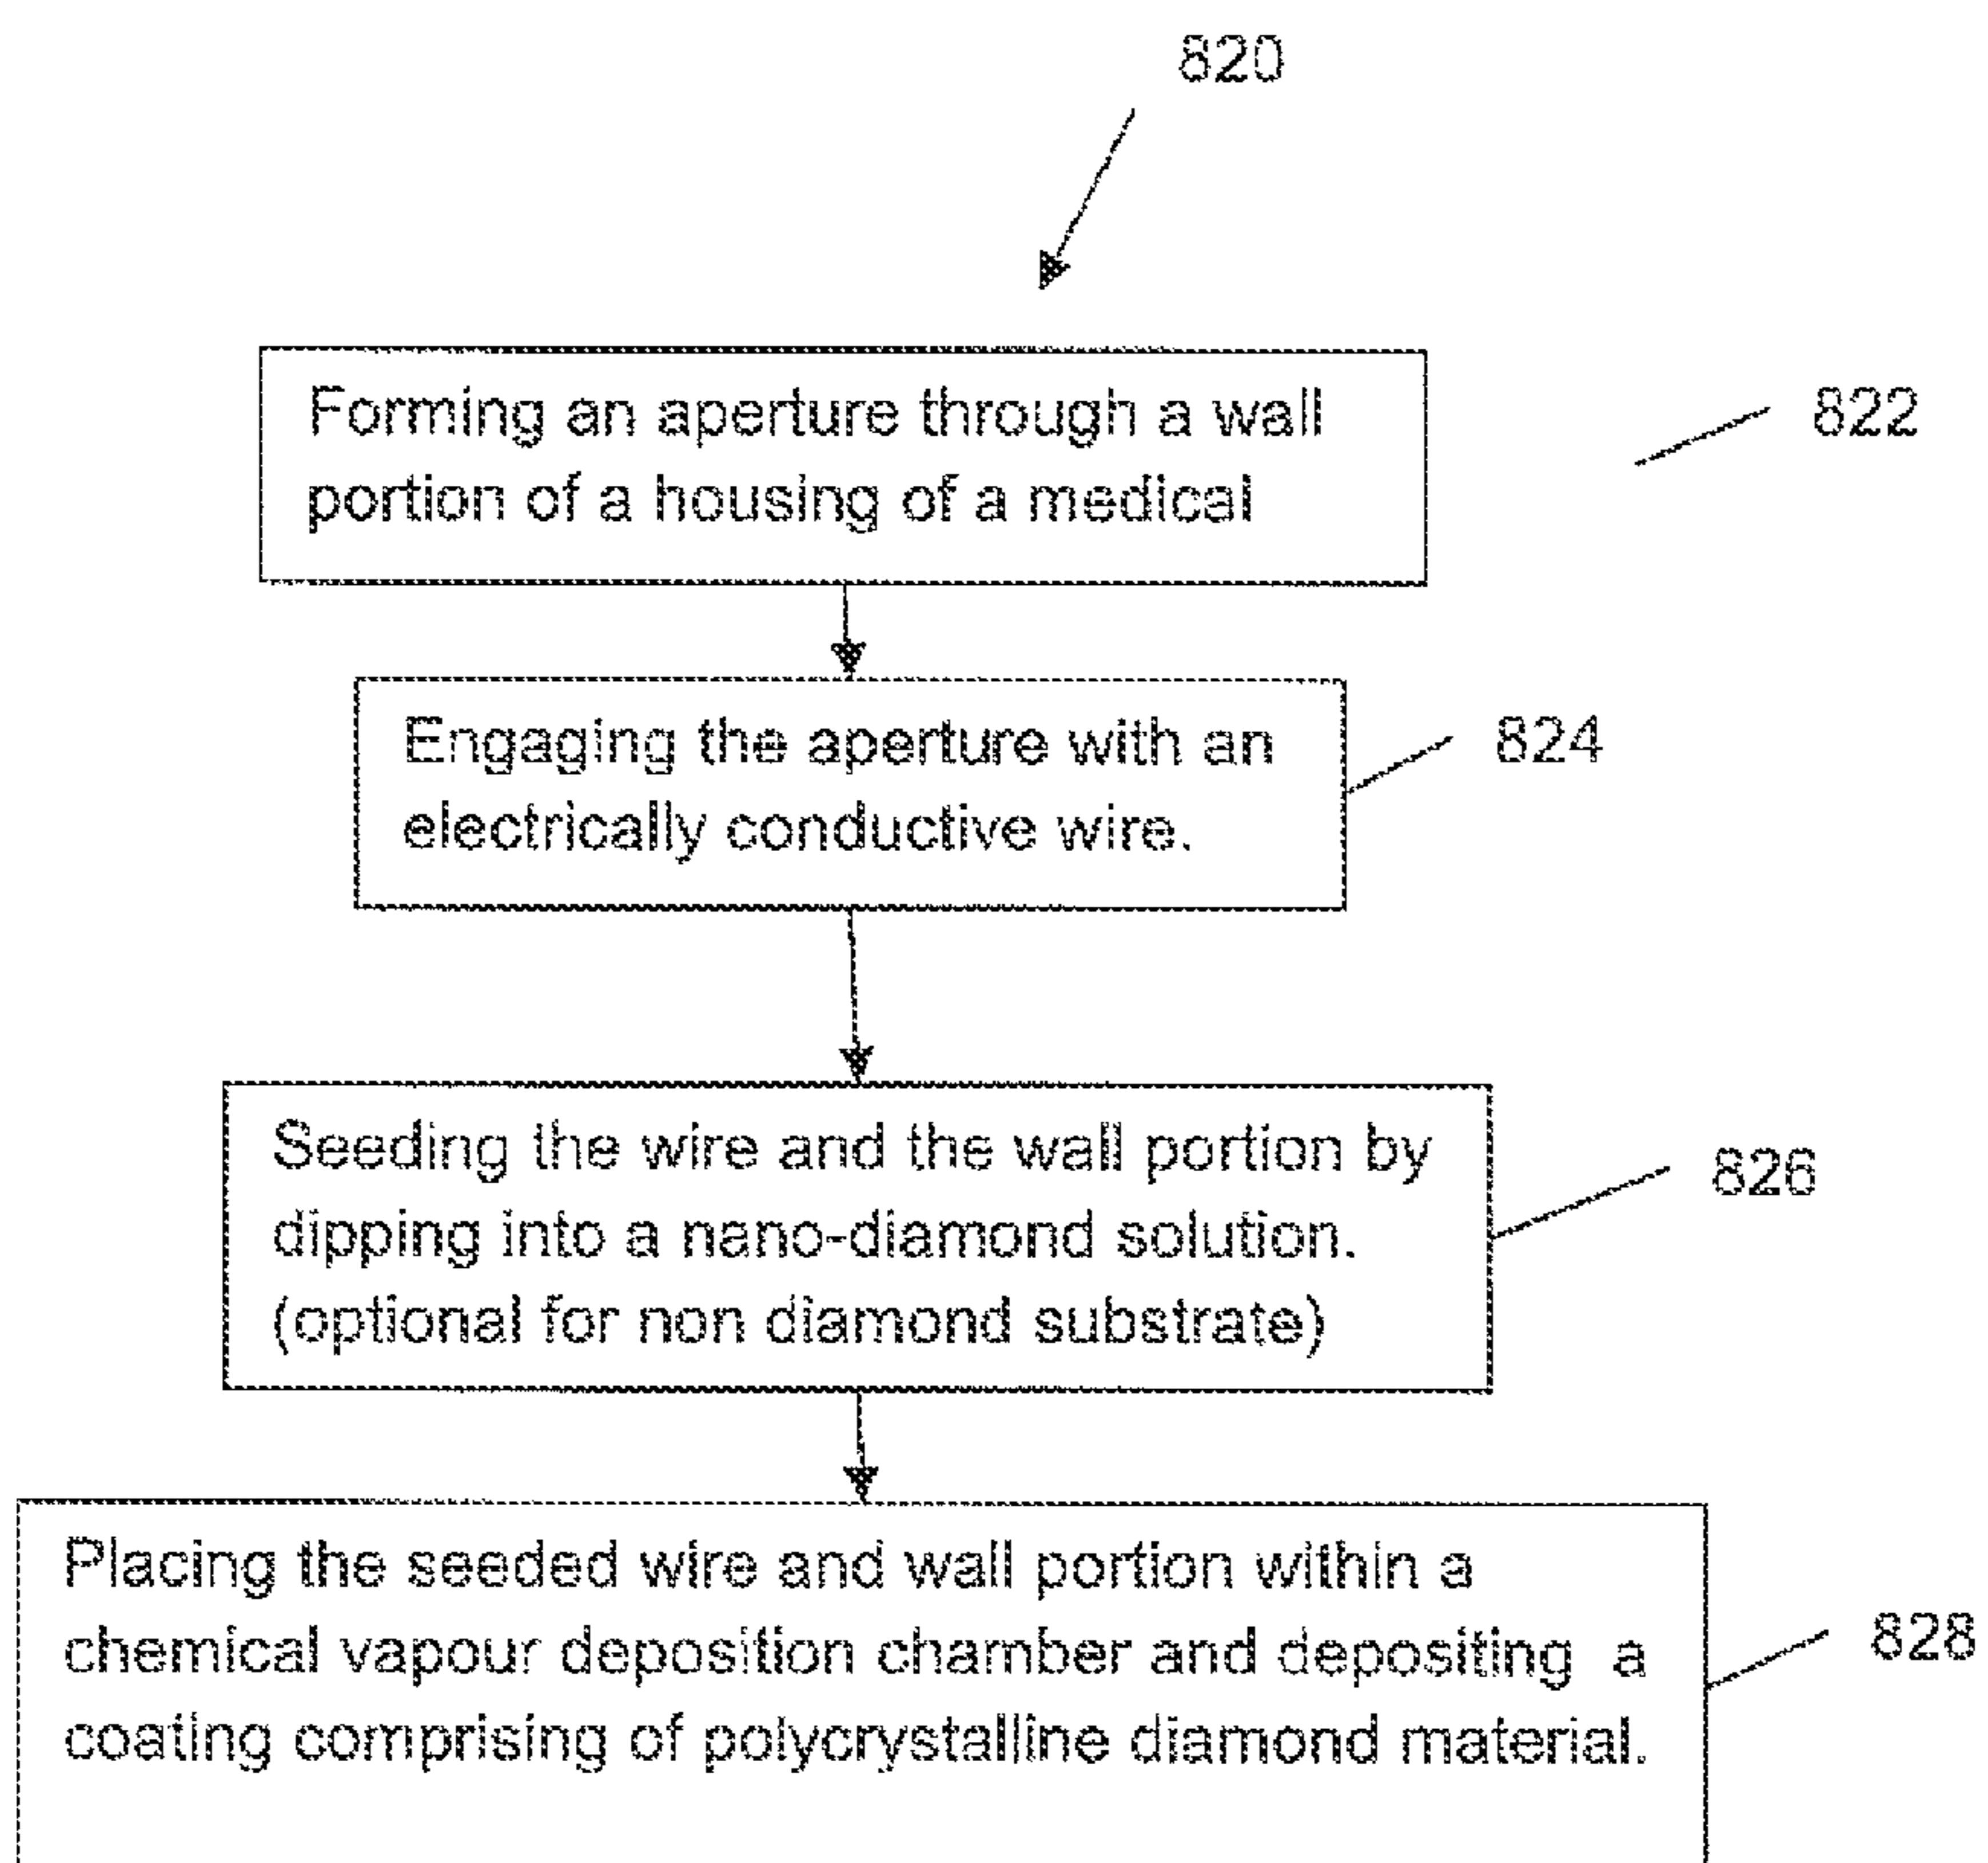 820
Forming an aperture through a wall
portion of a housing of a medical
822
Engaging the aperture with an
electrically conductive wire.
824
Seeding the wire and the wall portion by
dipping into a nano-diamond solution.
(optional for non diamond substrate)
826
Placing the seeded wire and wall portion within a
chemical vapour deposition chamber and depositing a
coating comprising of polycrystalline diamond material.
828